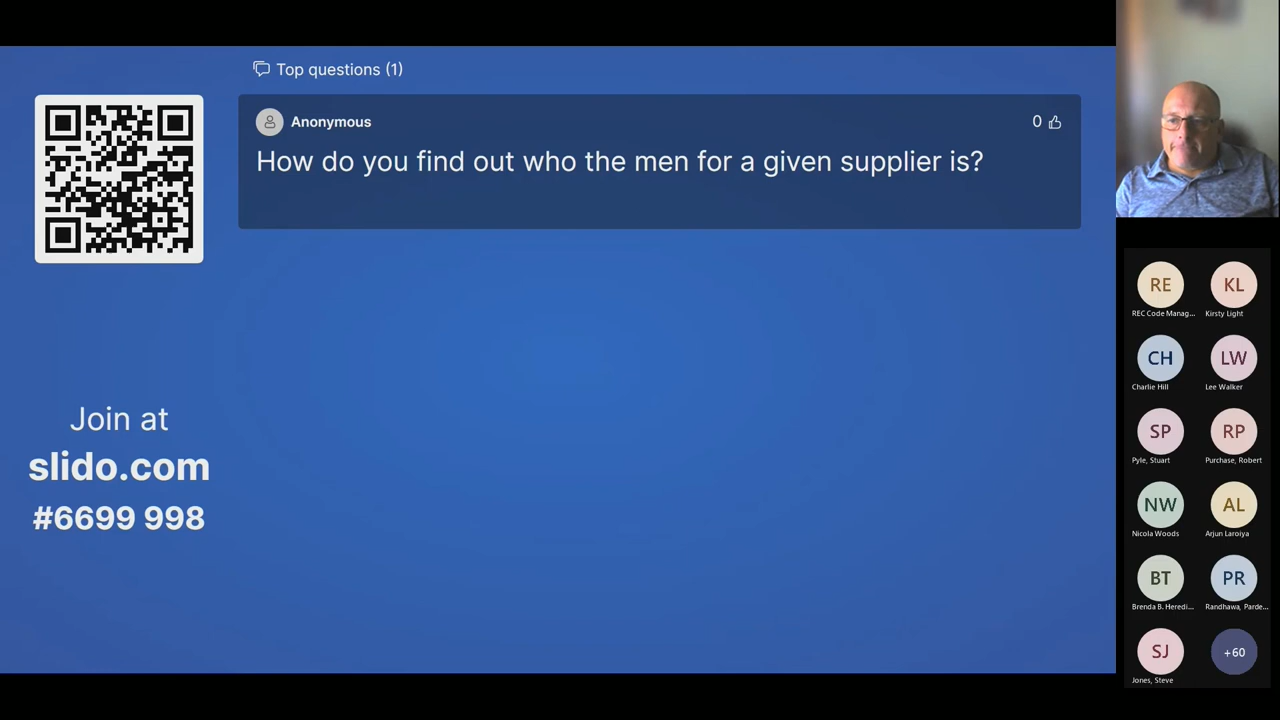 Top questions (1)
Anonymous
0
How do you find out who the men for a given supplier is?
Join at
slido.com
#6699 998
RE
REC Code Manag...
KL
Kirsty Light
CH
Charlie Hill
LW
Lee Walker
SP
Pyle, Stuart
RP
Purchase, Robert
NW
Nicola Woods
AL
Arjun Laroiya
BT
Brenda B. Heredi...
PR
Randhawa, Parde...
SJ
Jones, Steve
+60